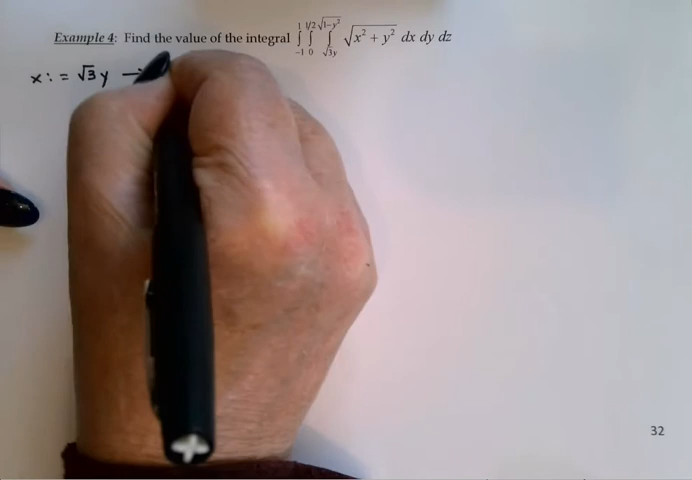 Example 4: Find the value of the integral ∫_{-1}^{1} ∫_{0}^{1/2} ∫_{√3y}^{√1−y²} √x² + y² dx dy dz
x : = √3 y →
32